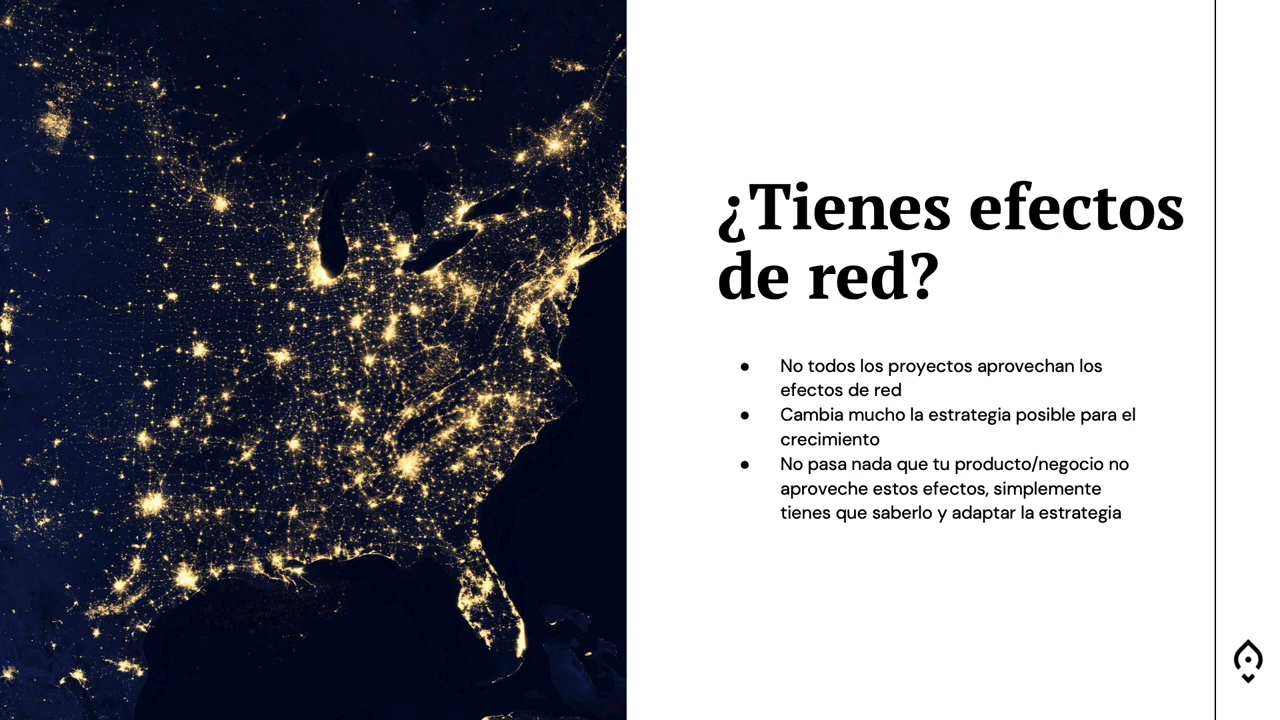 ¿Tienes efectos
de red?
● No todos los proyectos aprovechan los
efectos de red
● Cambia mucho la estrategia posible para el
crecimiento
● No pasa nada que tu producto/negocio no
aproveche estos efectos, simplemente
tienes que saberlo y adaptar la estrategia